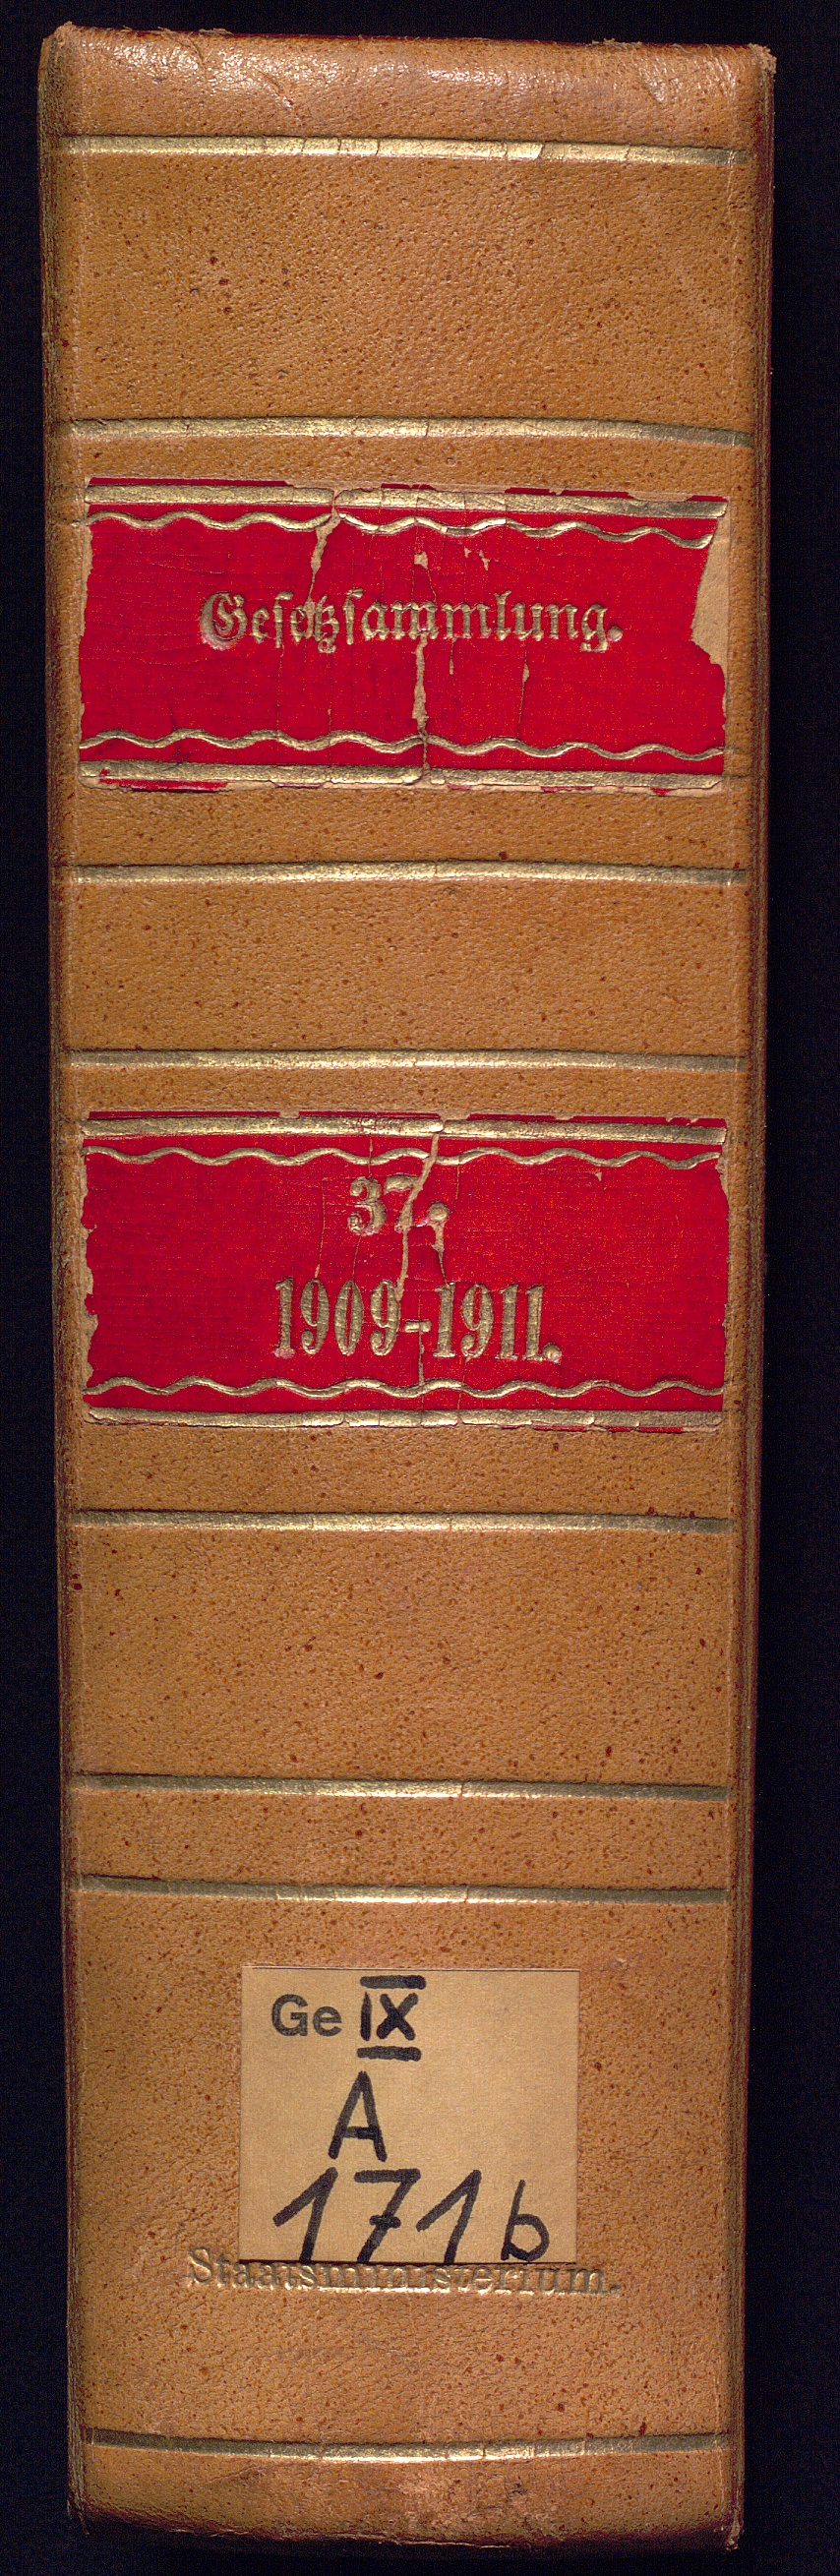 Gesetzsammlung.
37.
1909-1911.
Ge IX
A
171b
Staatsministerium.